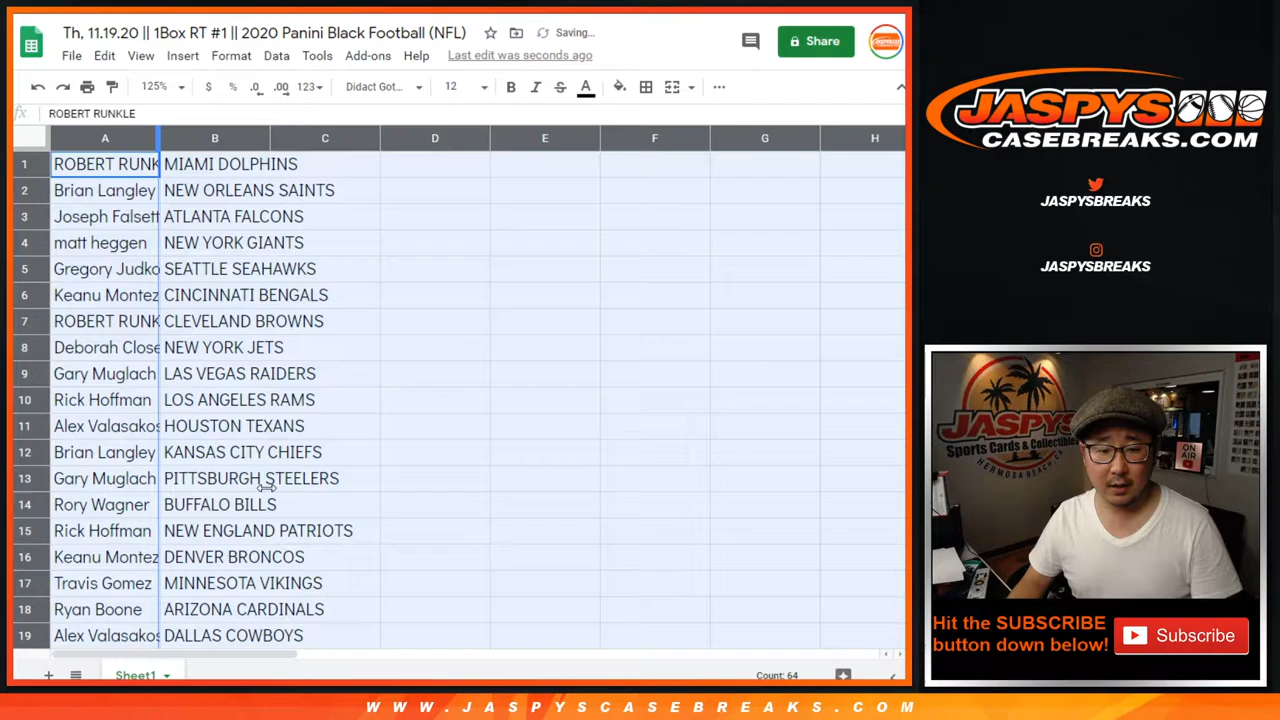 Th, 11.19.20 || 1Box RT #1 || 2020 Panini Black Football (NFL)
Saving...
Share
File Edit View Insert Format Data Tools Add-ons Help Last edit was seconds ago
125% $ % .0 .00 123 Didact Got... 12 B I S A
fx ROBERT RUNKLE
A B C D E F G H
1 ROBERT RUNK MIAMI DOLPHINS
2 Brian Langley NEW ORLEANS SAINTS
3 Joseph Falsett ATLANTA FALCONS
4 matt heggen NEW YORK GIANTS
5 Gregory Judko SEATTLE SEAHAWKS
6 Keanu Montez CINCINNATI BENGALS
7 ROBERT RUNK CLEVELAND BROWNS
8 Deborah Close NEW YORK JETS
9 Gary Muglach LAS VEGAS RAIDERS
10 Rick Hoffman LOS ANGELES RAMS
11 Alex Valasakos HOUSTON TEXANS
12 Brian Langley KANSAS CITY CHIEFS
13 Gary Muglach PITTSBURGH STEELERS
14 Rory Wagner BUFFALO BILLS
15 Rick Hoffman NEW ENGLAND PATRIOTS
16 Keanu Montez DENVER BRONCOS
17 Travis Gomez MINNESOTA VIKINGS
18 Ryan Boone ARIZONA CARDINALS
19 Alex Valasakos DALLAS COWBOYS
Sheet1
Count: 64
JASPYS
CASEBREAKS.COM
JASPYSBREAKS
JASPYSBREAKS
JASPYS
Sports Cards & Collectibles
HERMOSA BEACH
ON AIR
Hit the SUBSCRIBE
button down below!
Subscribe
WWW.JASPYSCASEBREAKS.COM